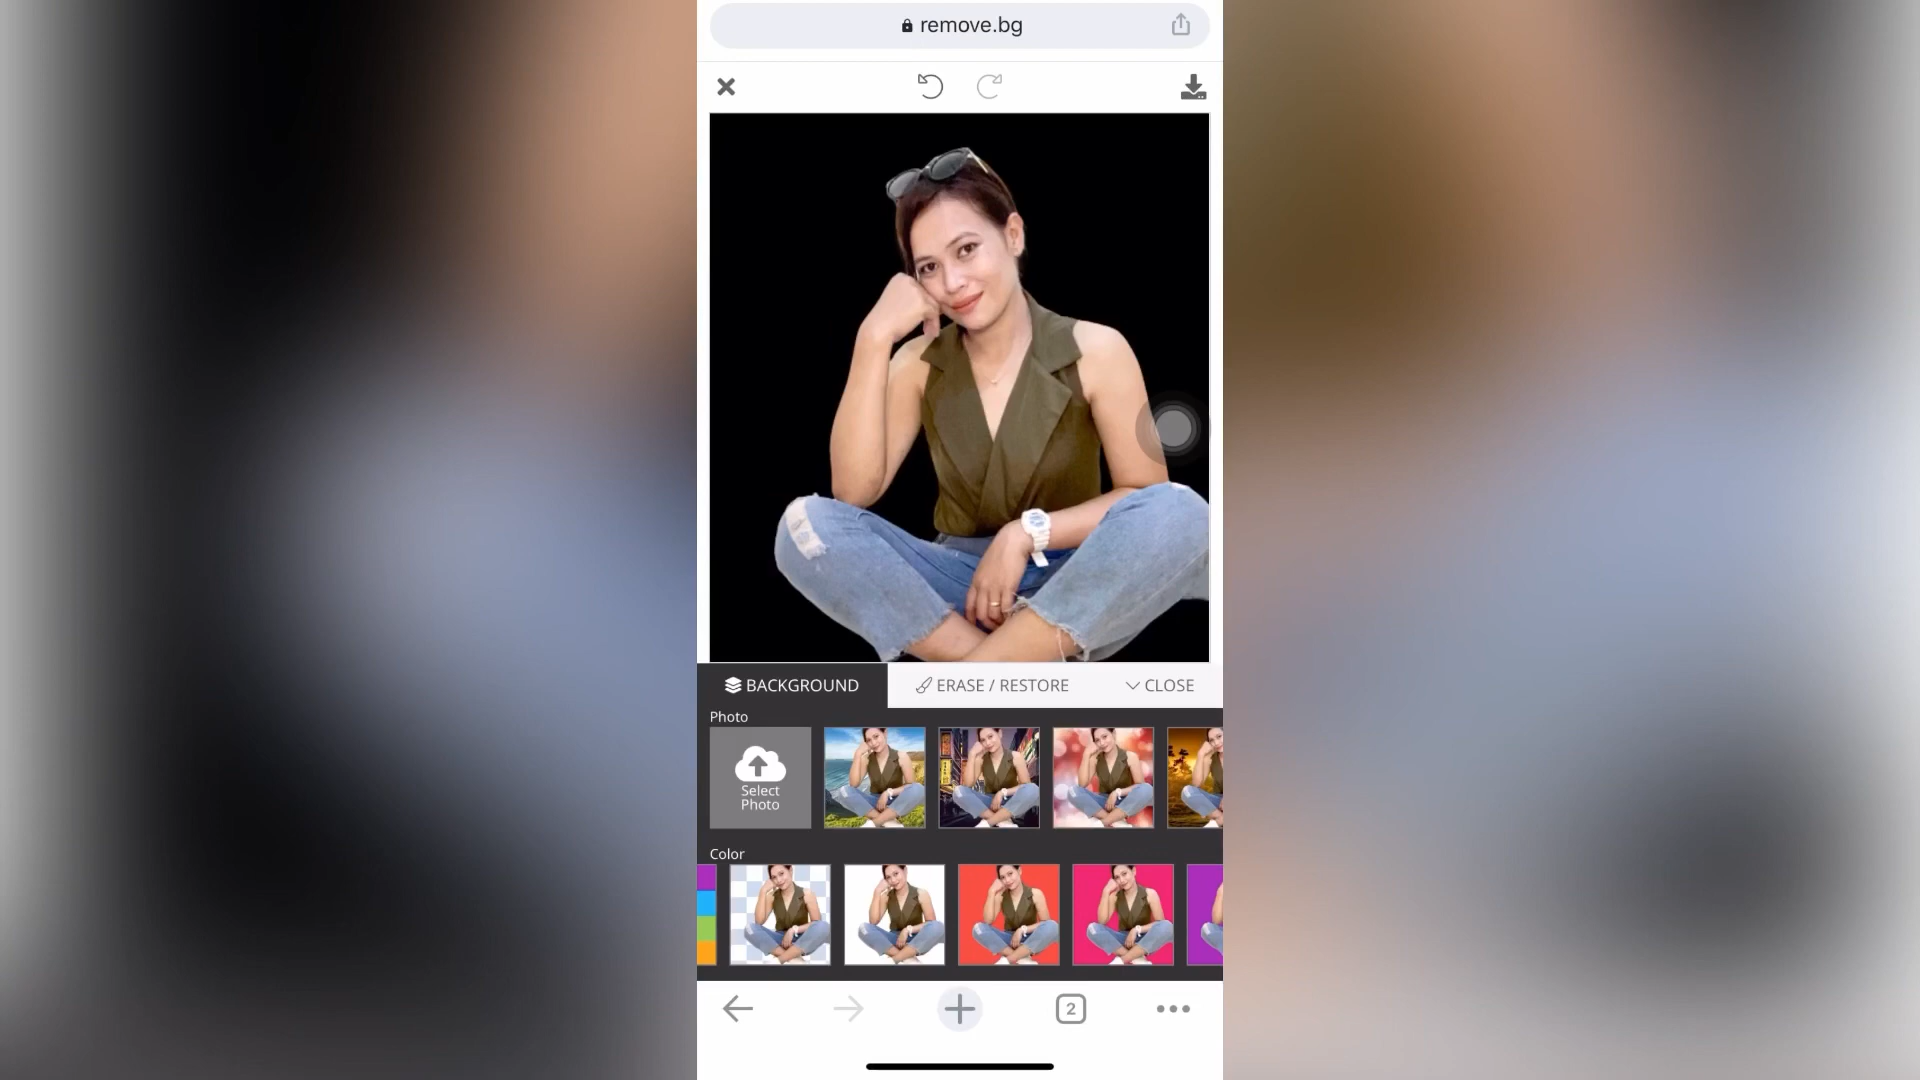 remove.bg
BACKGROUND
ERASE / RESTORE
CLOSE
Photo
Select
Photo
Color
2